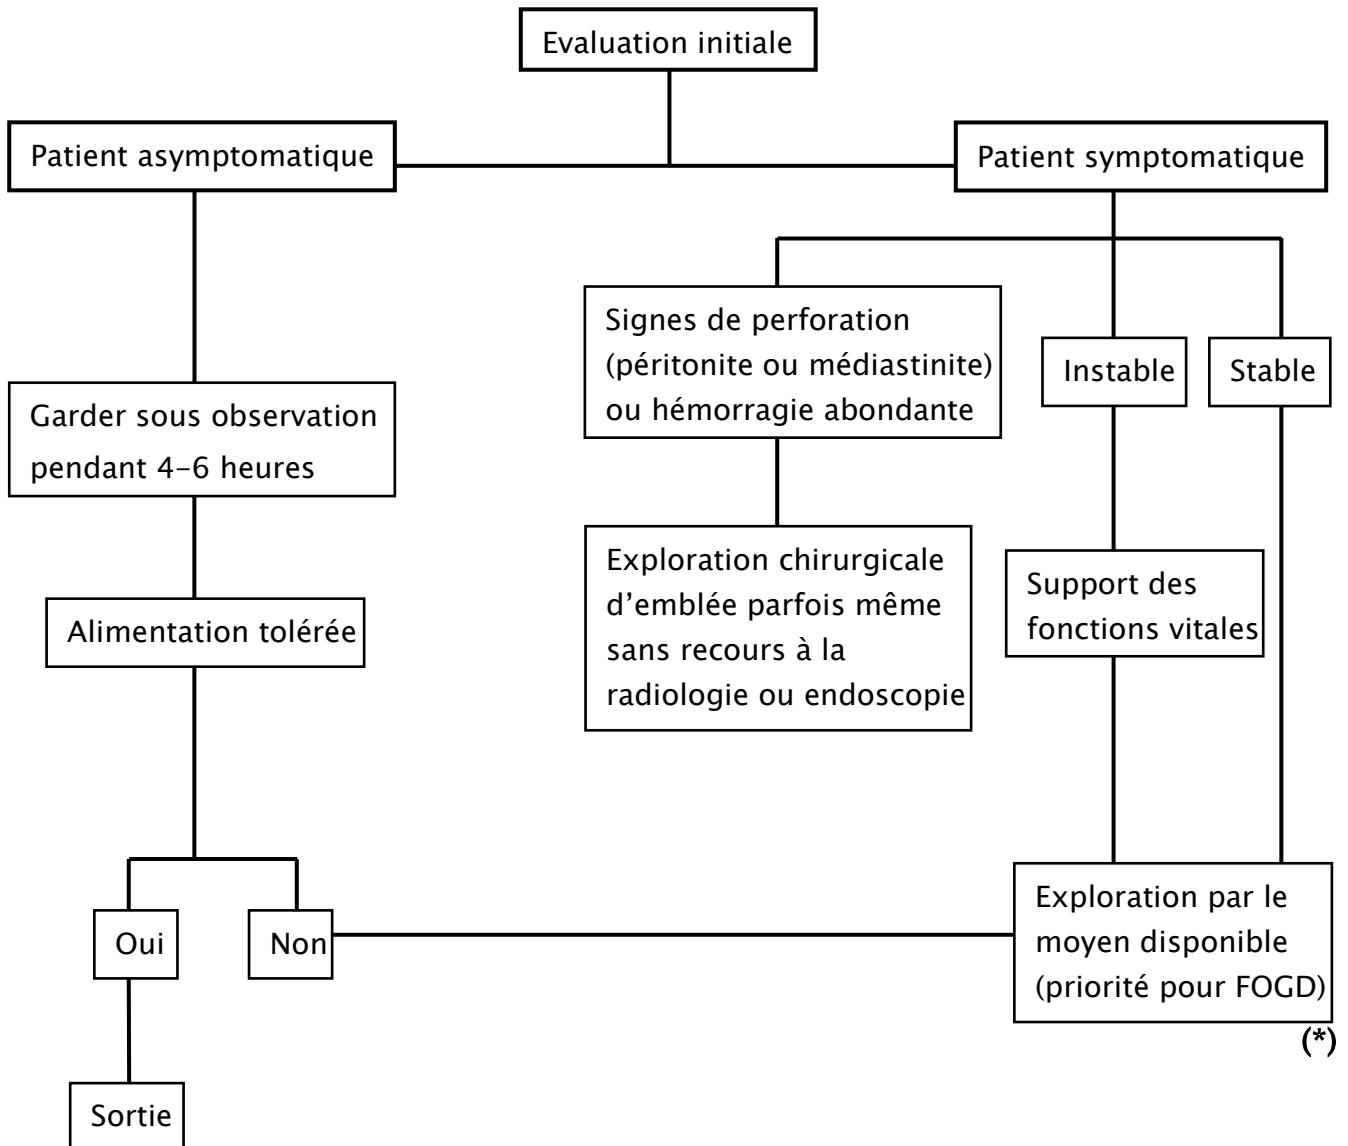 Evaluation initiale
Patient asymptomatique
Patient symptomatique
Signes de perforation
(péritonite ou médiastinite)
ou hémorragie abondante
Instable
Stable
Garder sous observation
pendant 4–6 heures
Exploration chirurgicale
d'emblée parfois même
sans recours à la
radiologie ou endoscopie
Support des
fonctions vitales
Alimentation tolérée
Oui
Non
Exploration par le
moyen disponible
(priorité pour FOGD)
(*)
Sortie